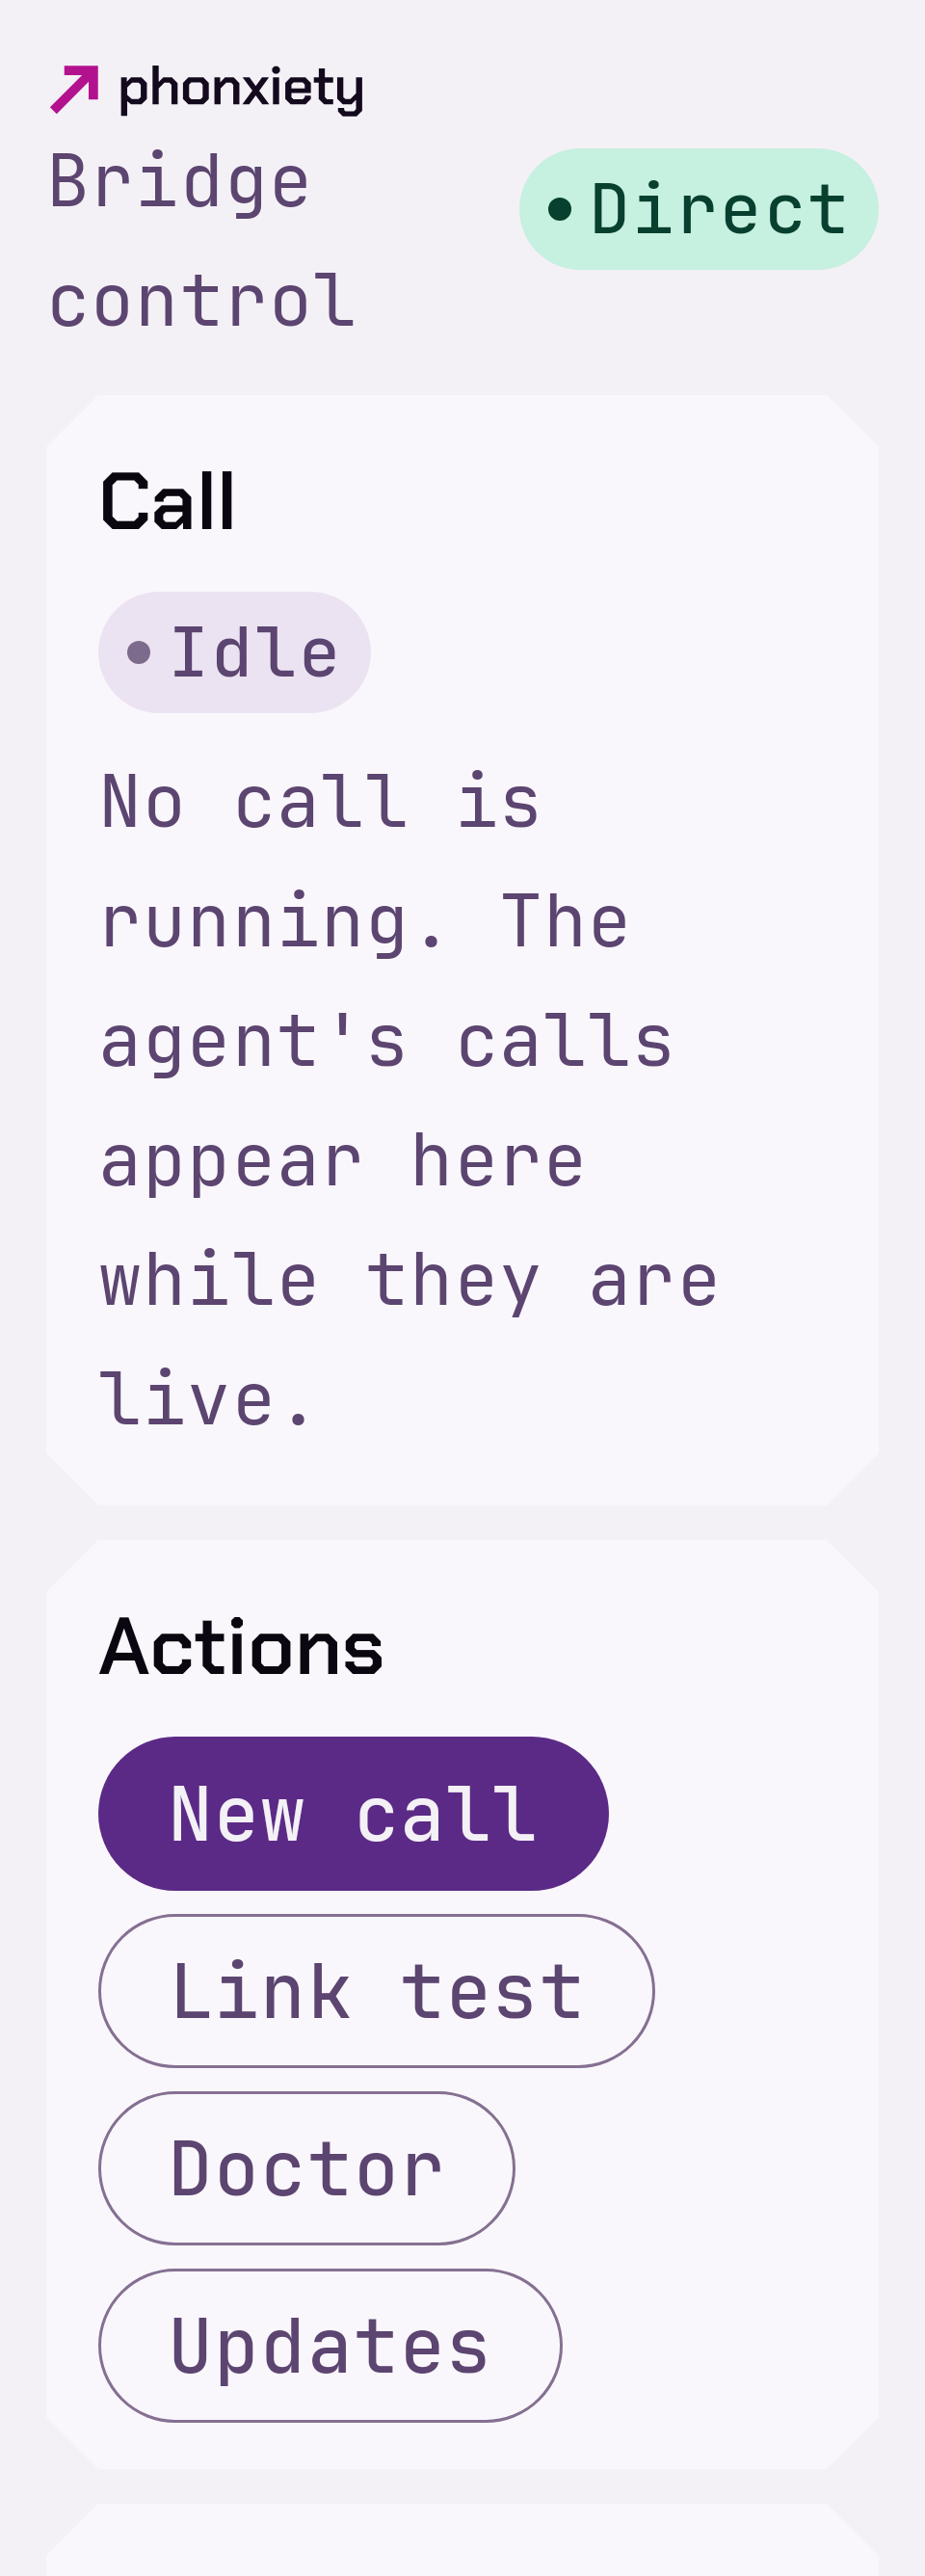 phonxiety
Bridge
control
Direct
Call
Idle
No call is
running. The
agent's calls
appear here
while they are
live.
Actions
New call
Link test
Doctor
Updates